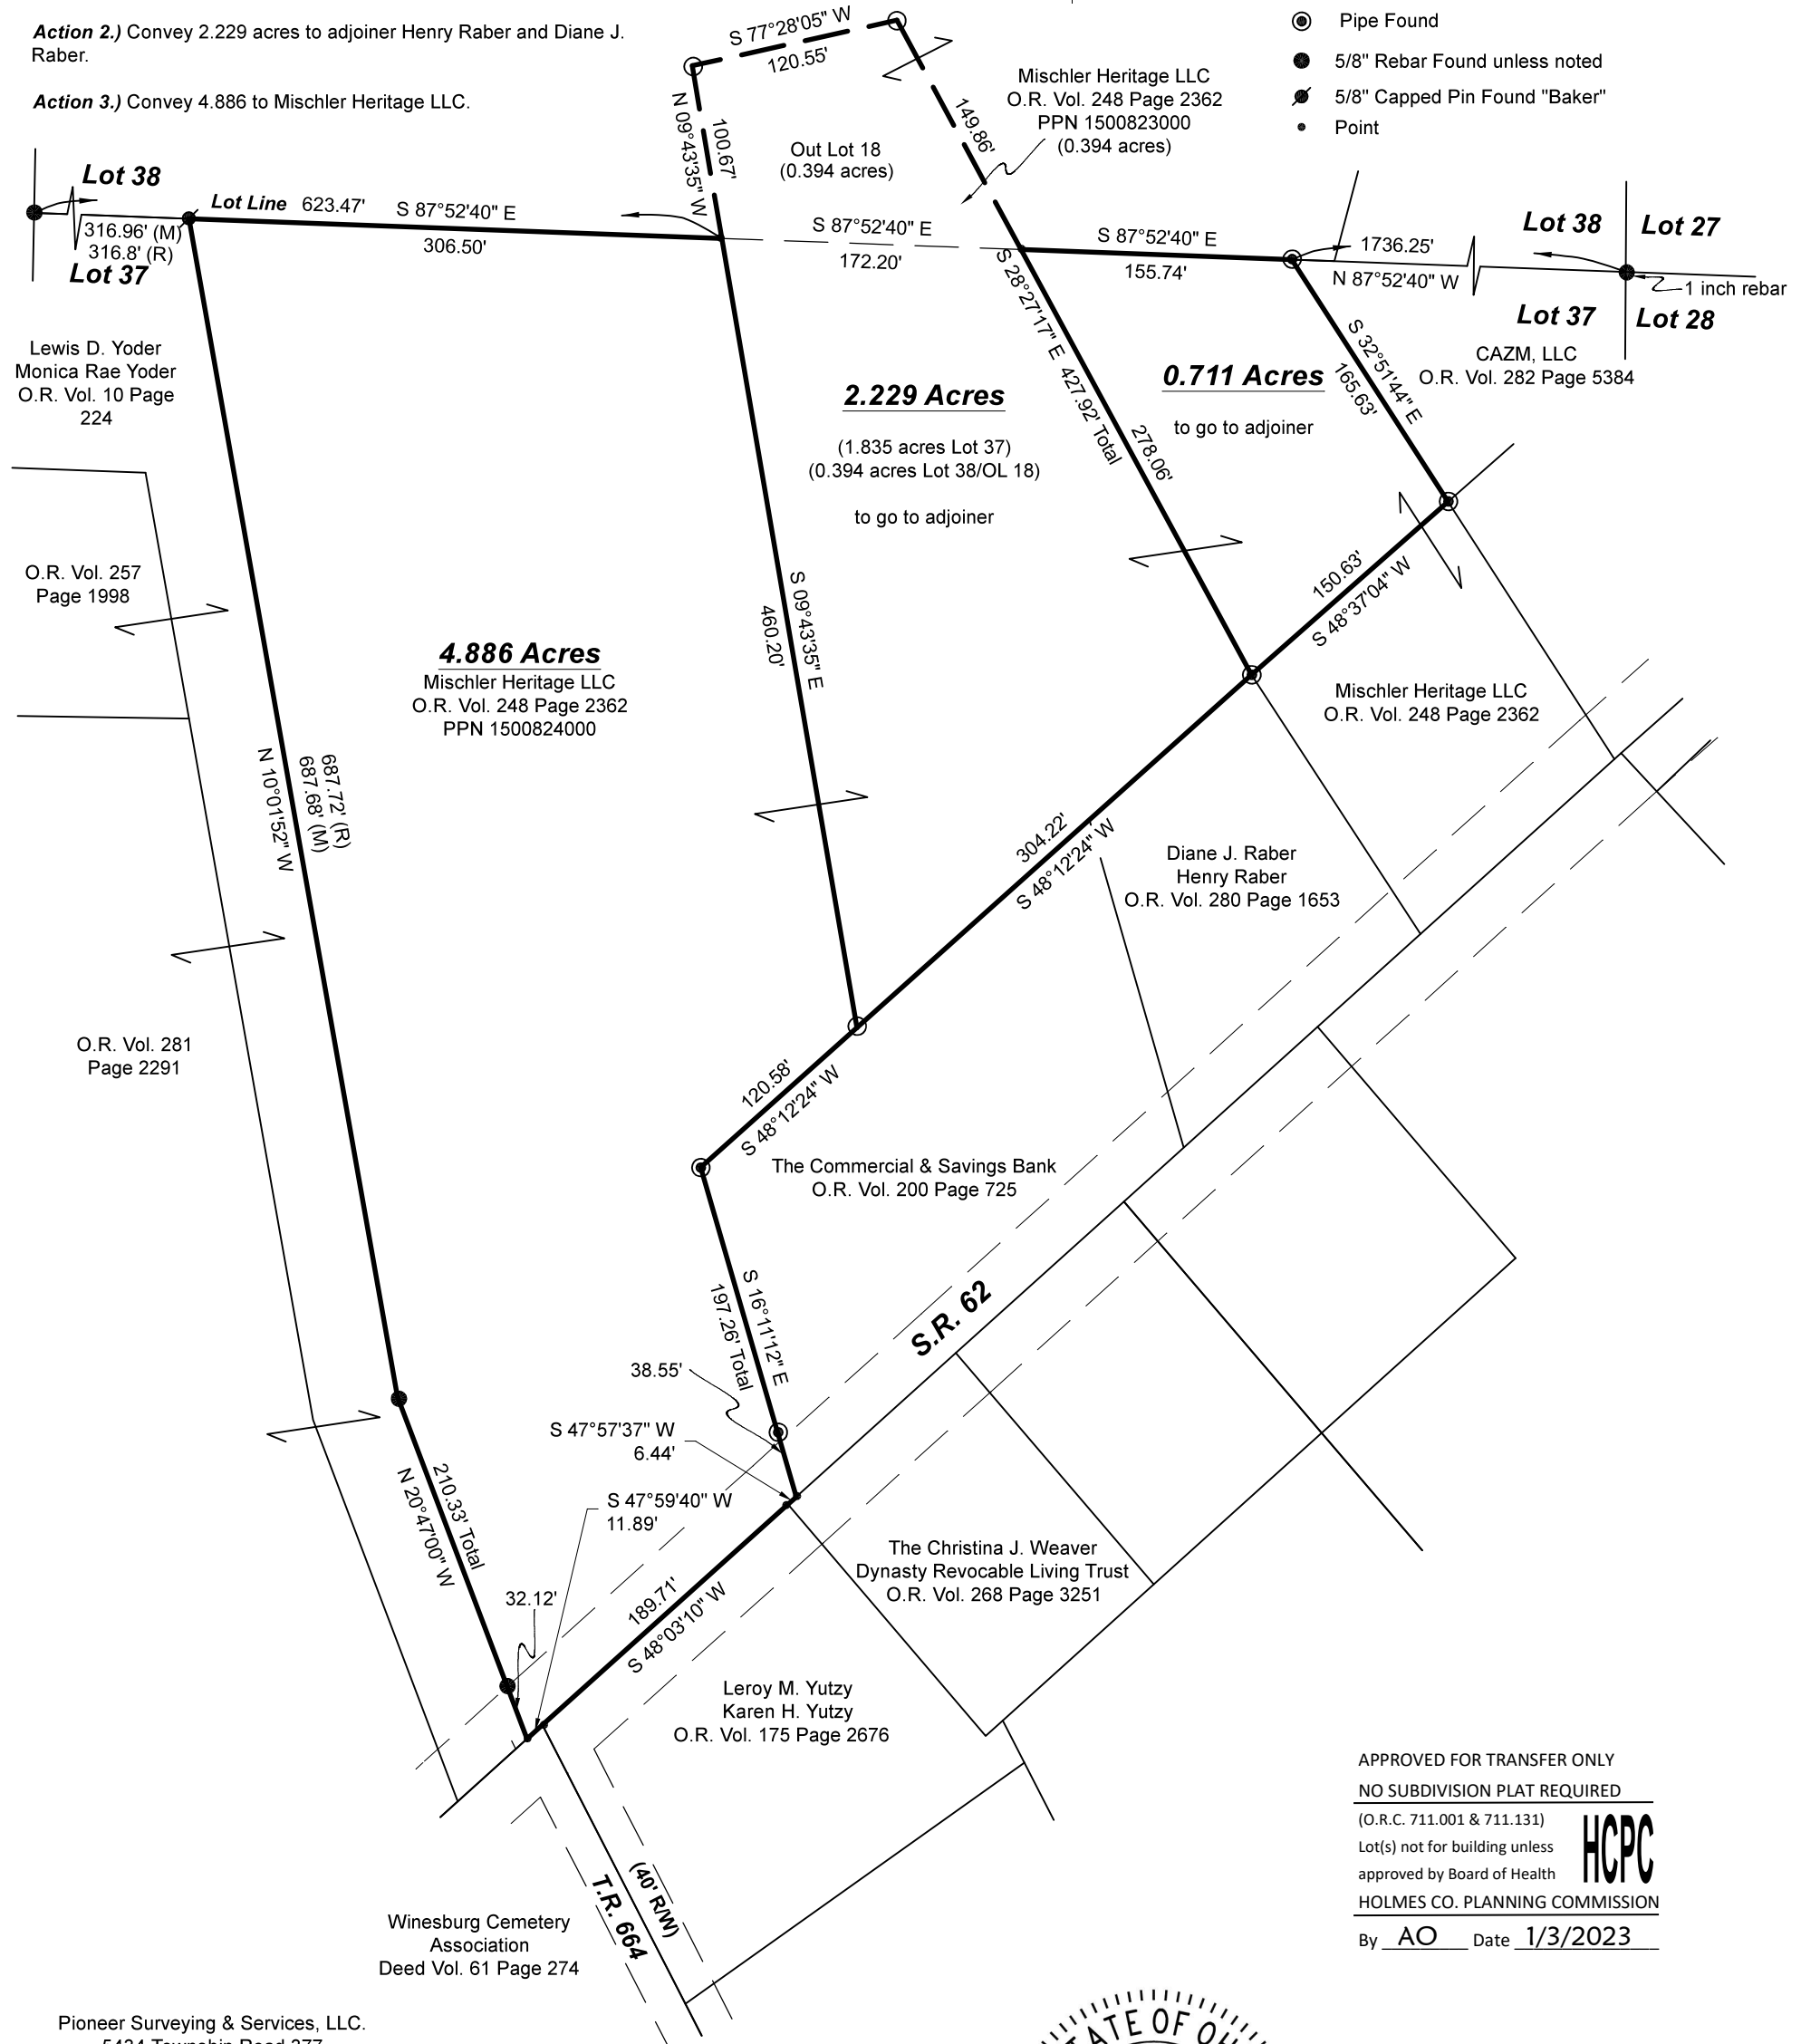 Action 2.) Convey 2.229 acres to adjoiner Henry Raber and Diane J.
Raber.
Action 3.) Convey 4.886 to Mischler Heritage LLC.
Pipe Found
5/8" Rebar Found unless noted
5/8" Capped Pin Found "Baker"
Point
S 77°28'05" W
120.55'
N 09°43'35" W
100.67'
149.86'
Out Lot 18
(0.394 acres)
Mischler Heritage LLC
O.R. Vol. 248 Page 2362
PPN 1500823000
(0.394 acres)
Lot 38
316.96' (M)
316.8' (R)
Lot 37
Lot Line 623.47' S 87°52'40" E
306.50'
S 87°52'40" E
172.20'
S 87°52'40" E
155.74'
1736.25'
N 87°52'40" W
Lot 38 Lot 27
1 inch rebar
Lot 37 Lot 28
CAZM, LLC
O.R. Vol. 282 Page 5384
Lewis D. Yoder
Monica Rae Yoder
O.R. Vol. 10 Page
224
2.229 Acres
(1.835 acres Lot 37)
(0.394 acres Lot 38/OL 18)
to go to adjoiner
S 28°27'17" E 427.92' Total
278.06'
0.711 Acres
to go to adjoiner
S 32°51'44" E
165.63'
150.63'
S 48°37'04" W
O.R. Vol. 257
Page 1998
S 09°43'35" E
460.20'
4.886 Acres
Mischler Heritage LLC
O.R. Vol. 248 Page 2362
PPN 1500824000
Mischler Heritage LLC
O.R. Vol. 248 Page 2362
N 10°01'52" W
687.72' (R)
687.68' (M)
304.22'
S 48°12'24" W
Diane J. Raber
Henry Raber
O.R. Vol. 280 Page 1653
O.R. Vol. 281
Page 2291
120.58'
S 48°12'24" W
The Commercial & Savings Bank
O.R. Vol. 200 Page 725
S 16°11'12" E
197.26' Total
S.R. 62
38.55'
S 47°57'37" W
6.44'
S 47°59'40" W
11.89'
210.33' Total
N 20°47'00" W
32.12'
189.71'
S 48°03'10" W
The Christina J. Weaver
Dynasty Revocable Living Trust
O.R. Vol. 268 Page 3251
Leroy M. Yutzy
Karen H. Yutzy
O.R. Vol. 175 Page 2676
T.R. 664
(40' R/W)
Winesburg Cemetery
Association
Deed Vol. 61 Page 274
APPROVED FOR TRANSFER ONLY
NO SUBDIVISION PLAT REQUIRED
(O.R.C. 711.001 & 711.131)
Lot(s) not for building unless
approved by Board of Health
HCPC
HOLMES CO. PLANNING COMMISSION
By AO Date 1/3/2023
Pioneer Surveying & Services, LLC.